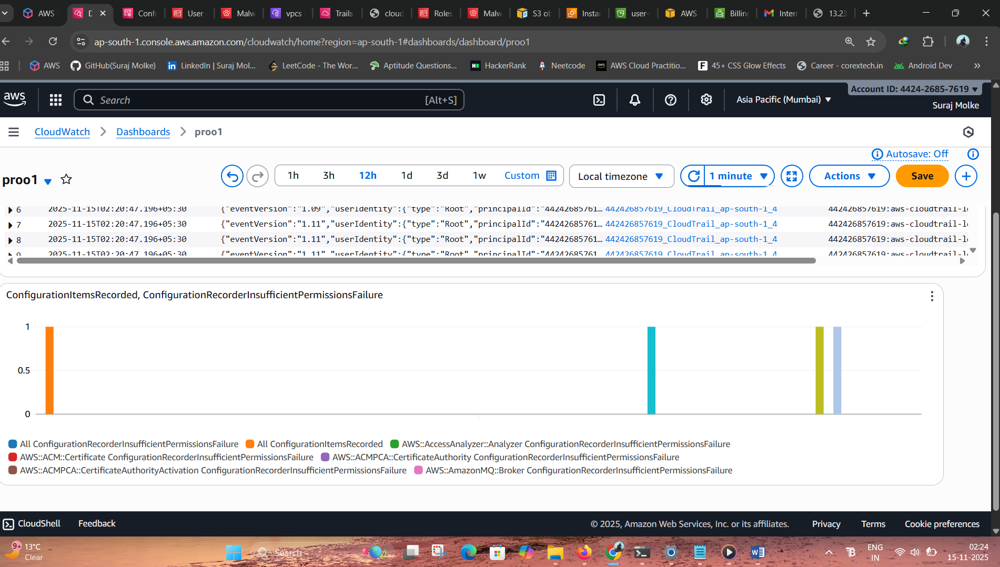 AWS
D
Confo
User
Malw
vpcs
Trails
cloud
Roles
Malw
S3 ob
Instar
user-
AWS
Billing
Intern
13.23
ap-south-1.console.aws.amazon.com/cloudwatch/home?region=ap-south-1#dashboards/dashboard/proo1
AWS
GitHub(Suraj Molke)
LinkedIn | Suraj Mol...
LeetCode - The Wor...
Aptitude Questions...
HackerRank
Neetcode
AWS Cloud Practitio...
45+ CSS Glow Effects
Career - corextech.in
Android Dev
aws
Search
[Alt+S]
Asia Pacific (Mumbai)
Account ID: 4424-2685-7619
Suraj Molke
CloudWatch
Dashboards
proo1
Autosave: Off
proo1
1h
3h
12h
1d
3d
1w
Custom
Local timezone
1 minute
Actions
Save
6 2025-11-15T02:20:47.196+05:30 {"eventVersion":"1.09","userIdentity":{"type":"Root","principalId":"44242685761... 442426857619_CloudTrail_ap-south-1_4 442426857619:aws-cloudtrail-l
7 2025-11-15T02:20:47.196+05:30 {"eventVersion":"1.11","userIdentity":{"type":"Root","principalId":"44242685761... 442426857619_CloudTrail_ap-south-1_4 442426857619:aws-cloudtrail-l
8 2025-11-15T02:20:47.196+05:30 {"eventVersion":"1.11","userIdentity":{"type":"Root","principalId":"44242685761... 442426857619_CloudTrail_ap-south-1_4 442426857619:aws-cloudtrail-l
9 2025-11-15T02:20:47.196+05:30 {"eventVersion":"1.11","userIdentity":{"type":"Root","principalId":"44242685761 442426857619_CloudTrail_ap-south-1_4 442426857619:aws-cloudtrail-l
ConfigurationItemsRecorded, ConfigurationRecorderInsufficientPermissionsFailure
1
0.5
0
All ConfigurationRecorderInsufficientPermissionsFailure
All ConfigurationItemsRecorded
AWS::AccessAnalyzer::Analyzer ConfigurationRecorderInsufficientPermissionsFailure
AWS::ACM::Certificate ConfigurationRecorderInsufficientPermissionsFailure
AWS::ACMPCA::CertificateAuthority ConfigurationRecorderInsufficientPermissionsFailure
AWS::ACMPCA::CertificateAuthorityActivation ConfigurationRecorderInsufficientPermissionsFailure
AWS::AmazonMQ::Broker ConfigurationRecorderInsufficientPermissionsFailure
CloudShell
Feedback
© 2025, Amazon Web Services, Inc. or its affiliates.
Privacy
Terms
Cookie preferences
9+
13°C
Clear
Search
ENG
IN
02:24
15-11-2025